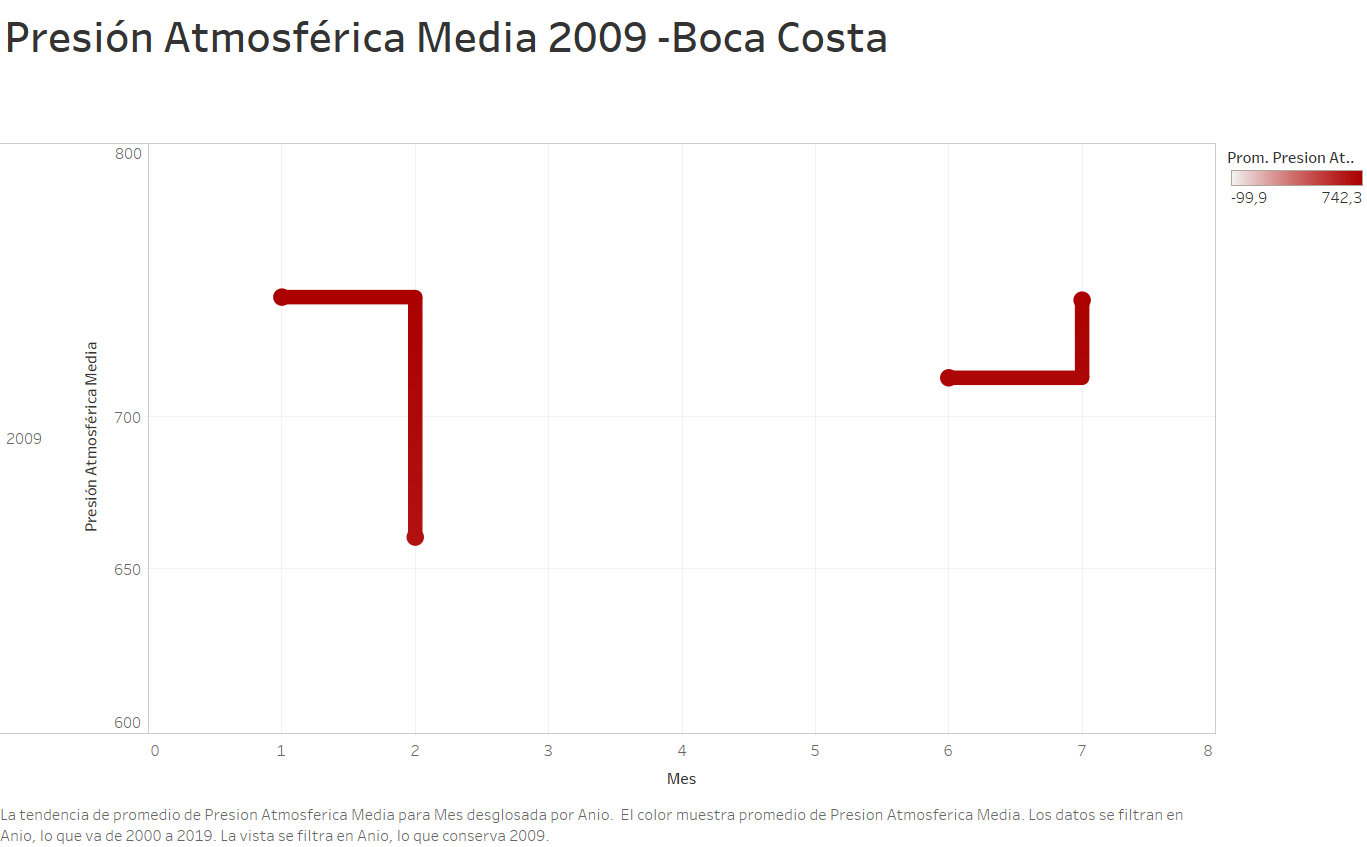 Presión Atmosférica Media 2009 -Boca Costa
Prom. Presion At..
-99,9 742,3
800
700
650
600
2009
Presión Atmosférica Media
0 1 2 3 4 5 6 7 8
Mes
La tendencia de promedio de Presion Atmosferica Media para Mes desglosada por Anio.  El color muestra promedio de Presion Atmosferica Media. Los datos se filtran en
Anio, lo que va de 2000 a 2019. La vista se filtra en Anio, lo que conserva 2009.